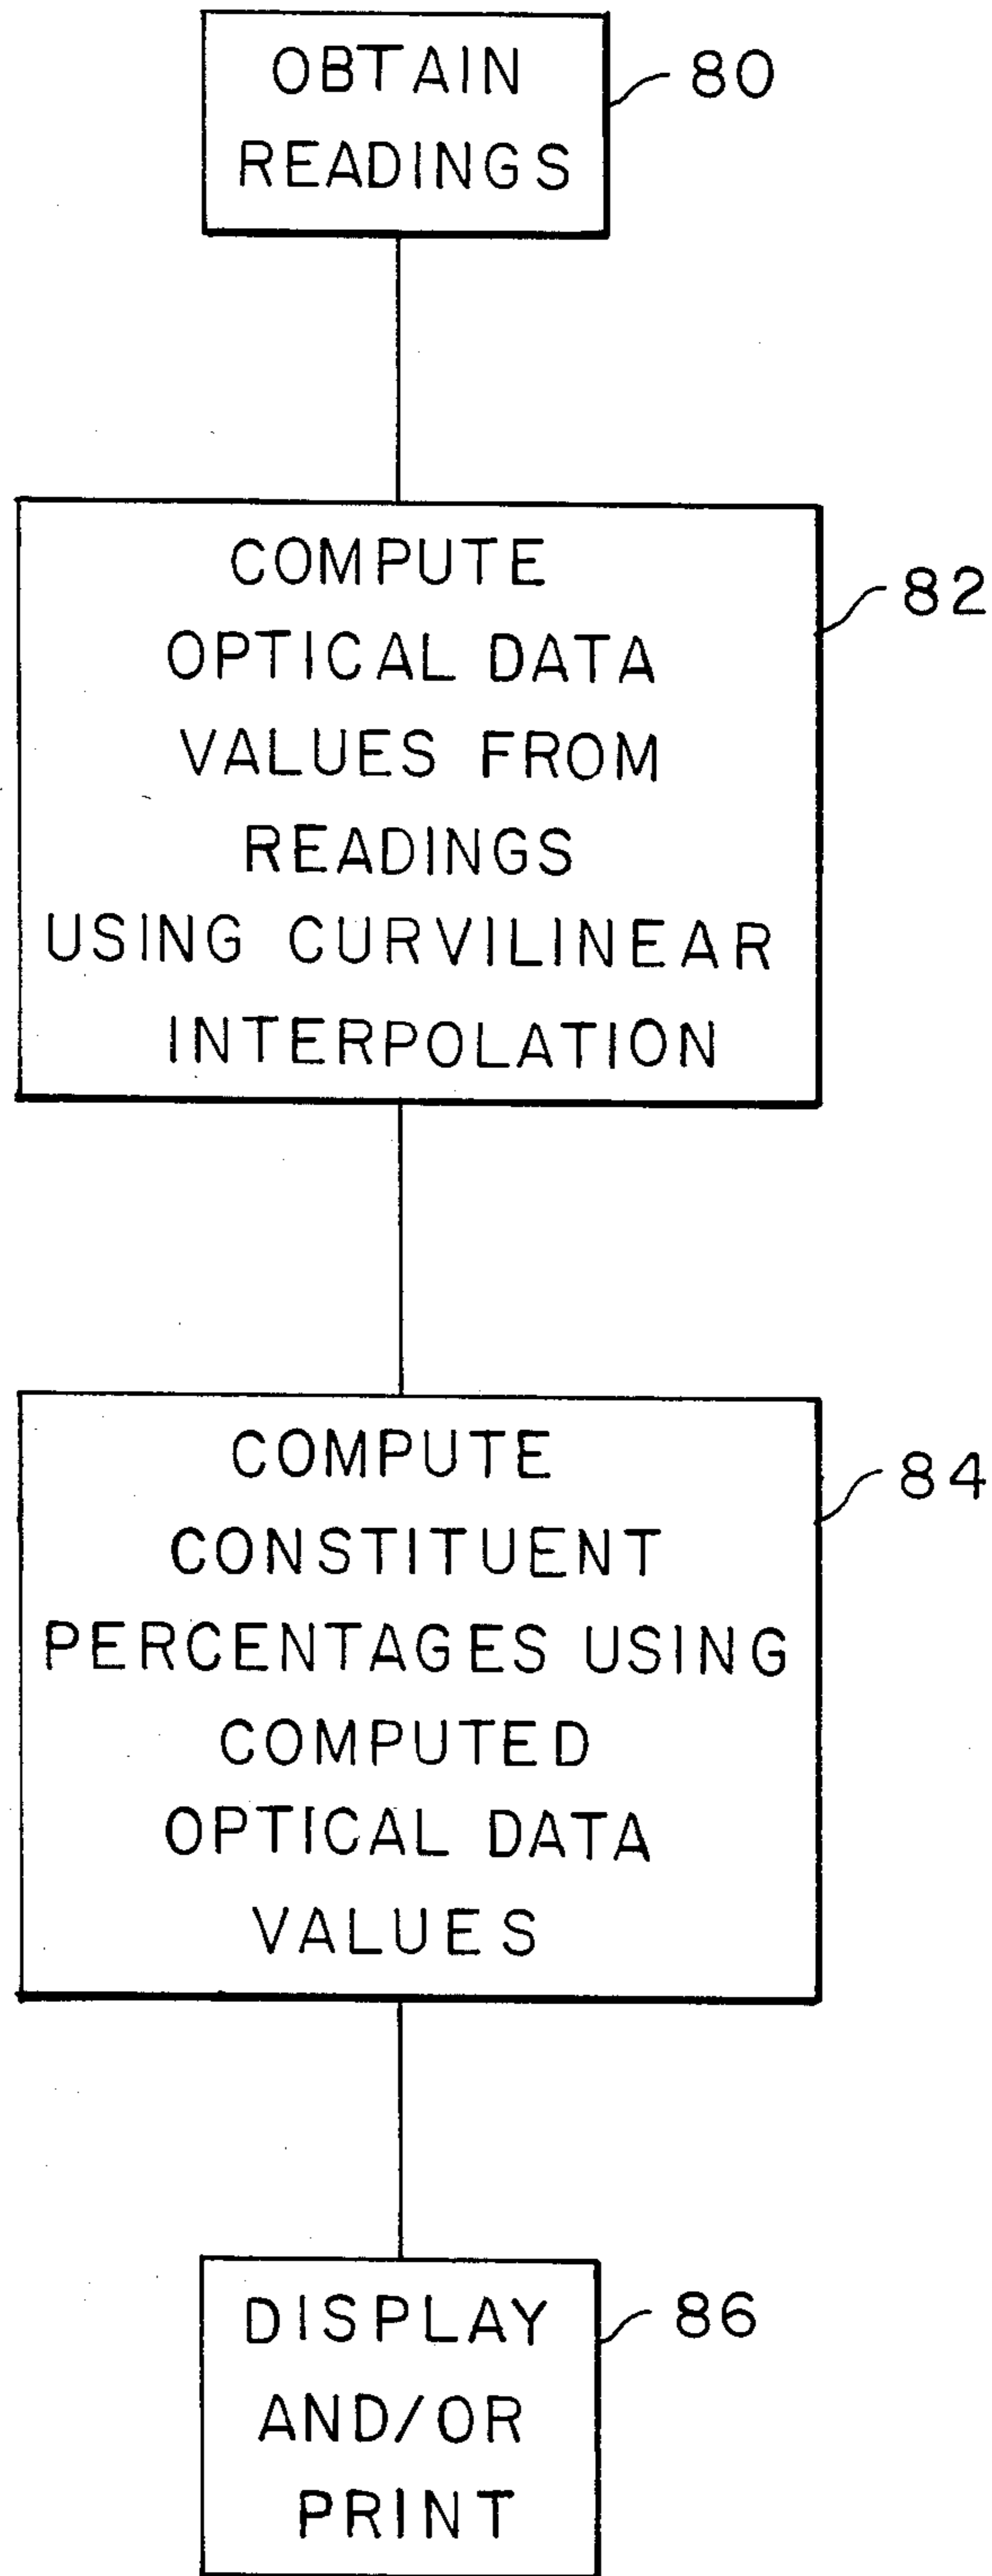 OBTAIN
READINGS
80
COMPUTE
OPTICAL DATA
VALUES FROM
READINGS
USING CURVILINEAR
INTERPOLATION
82
COMPUTE
CONSTITUENT
PERCENTAGES USING
COMPUTED
OPTICAL DATA
VALUES
84
DISPLAY
AND/OR
PRINT
86